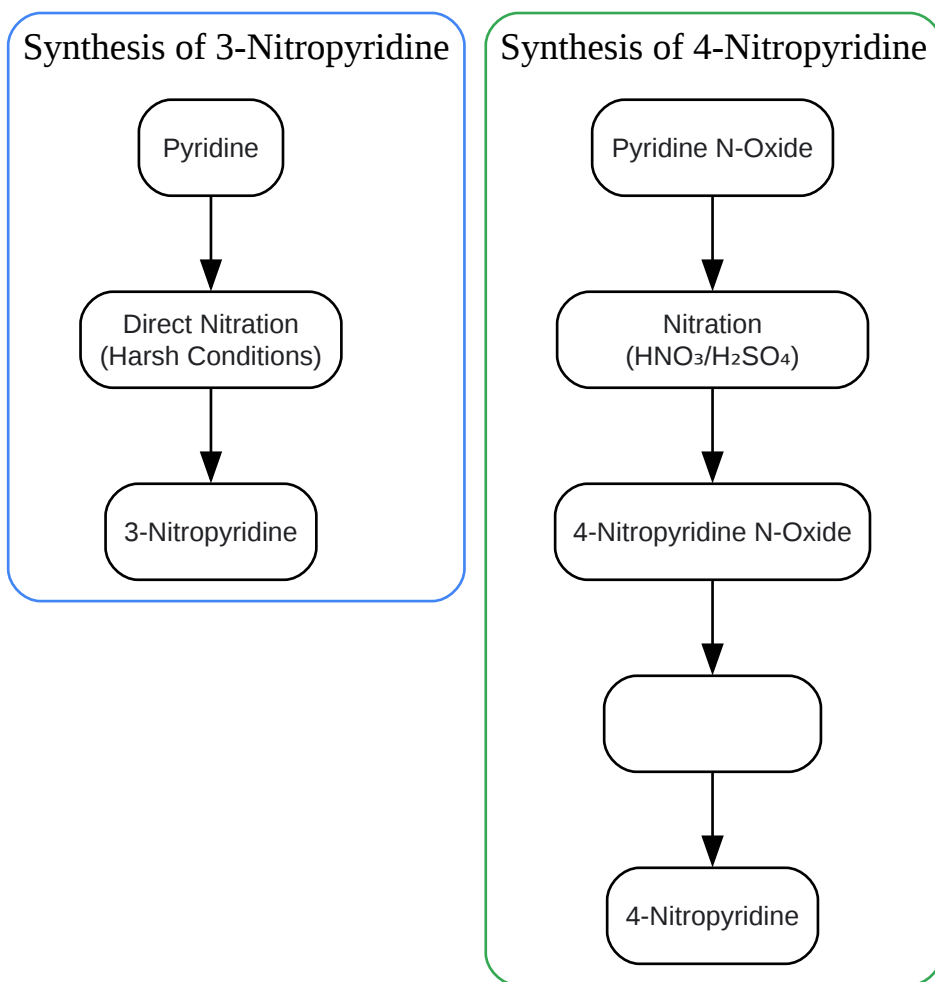 Synthesis of 3-Nitropyridine
Pyridine
Direct Nitration
(Harsh Conditions)
3-Nitropyridine
Synthesis of 4-Nitropyridine
Pyridine N-Oxide
Nitration
(HNO₃/H₂SO₄)
4-Nitropyridine N-Oxide
4-Nitropyridine